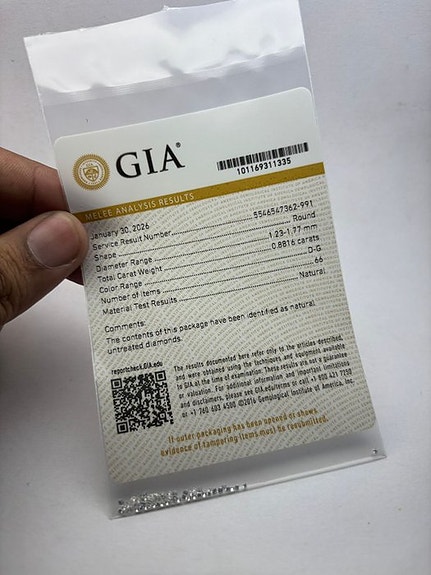 GIA®
101169311335
MELEE ANALYSIS RESULTS
January 30, 2026
Service Result Number 5546547362-991
Shape Round
Diameter Range 1.23-1.77 mm
Total Carat Weight 0.8816 carats
Color Range D-G
Number of Items 66
Material Test Results Natural
Comments:
The contents of this package have been identified as natural
untreated diamonds.
reportcheck.GIA.edu
The results documented here refer only to the articles described,
and were obtained using the techniques and equipment available
to GIA at the time of examination. These results are not a guarantee
or valuation. For additional information and important limitations
and disclaimers, please see GIA.edu/terms or call +1 800 421 7250
or +1 760 603 4500 ©2016 Gemological Institute of America, Inc.
If outer packaging has been opened or shows
evidence of tampering items must be resubmitted.